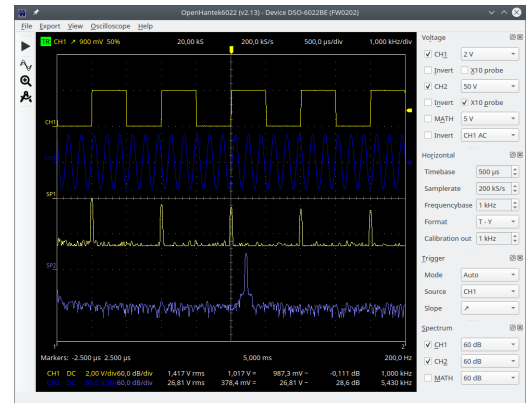 OpenHantek6022 (v2.13) - Device DSO-6022BE (FW0202)
File Export View Oscilloscope Help
TR CH1 ↗ 900 mV 50% 20,00 kS 200,0 kS/s 500,0 µs/div 1,000 kHz/div
CH1
SP1
SP2
1 2
Markers: -2.500 µs 2.500 µs 5,000 ms 200,0 Hz
CH1 DC 2,00 V/div 60,0 dB/div 1,417 V rms 1,017 V = 987,3 mV ~ -0,111 dB 1,000 kHz
CH2 DC 60,0 dB/div 26,81 V rms 378,4 mV = 26,81 V ~ 28,6 dB 5,430 kHz
Voltage
CH1 2 V
Invert X10 probe
CH2 50 V
Invert X10 probe
MATH 5 V
Invert CH1 AC
Horizontal
Timebase 500 µs
Samplerate 200 kS/s
Frequencybase 1 kHz
Format T - Y
Calibration out 1 kHz
Trigger
Mode Auto
Source CH1
Slope ↗
Spectrum
CH1 60 dB
CH2 60 dB
MATH 60 dB